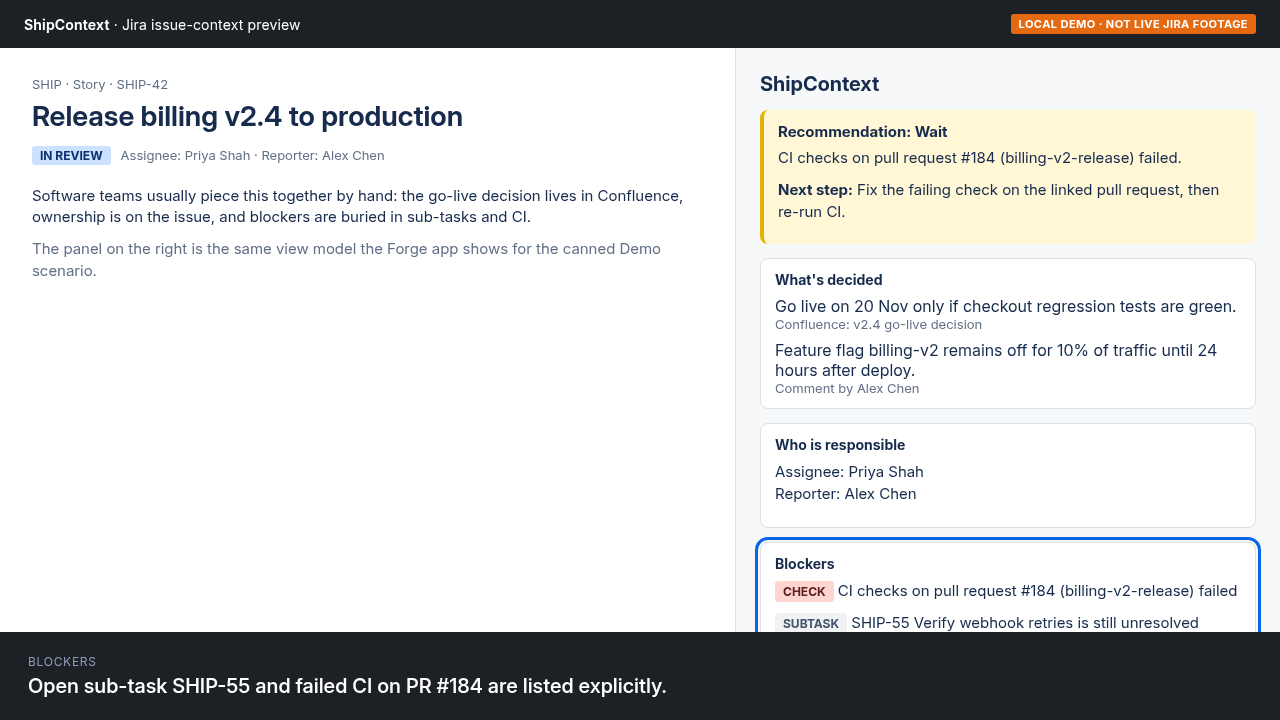 ShipContext · Jira issue-context preview
LOCAL DEMO · NOT LIVE JIRA FOOTAGE
SHIP · Story · SHIP-42
Release billing v2.4 to production
IN REVIEW Assignee: Priya Shah · Reporter: Alex Chen
Software teams usually piece this together by hand: the go-live decision lives in Confluence,
ownership is on the issue, and blockers are buried in sub-tasks and CI.
The panel on the right is the same view model the Forge app shows for the canned Demo
scenario.
ShipContext
Recommendation: Wait
CI checks on pull request #184 (billing-v2-release) failed.
Next step: Fix the failing check on the linked pull request, then
re-run CI.
What's decided
Go live on 20 Nov only if checkout regression tests are green.
Confluence: v2.4 go-live decision
Feature flag billing-v2 remains off for 10% of traffic until 24
hours after deploy.
Comment by Alex Chen
Who is responsible
Assignee: Priya Shah
Reporter: Alex Chen
Blockers
CHECK CI checks on pull request #184 (billing-v2-release) failed
SUBTASK SHIP-55 Verify webhook retries is still unresolved
BLOCKERS
Open sub-task SHIP-55 and failed CI on PR #184 are listed explicitly.